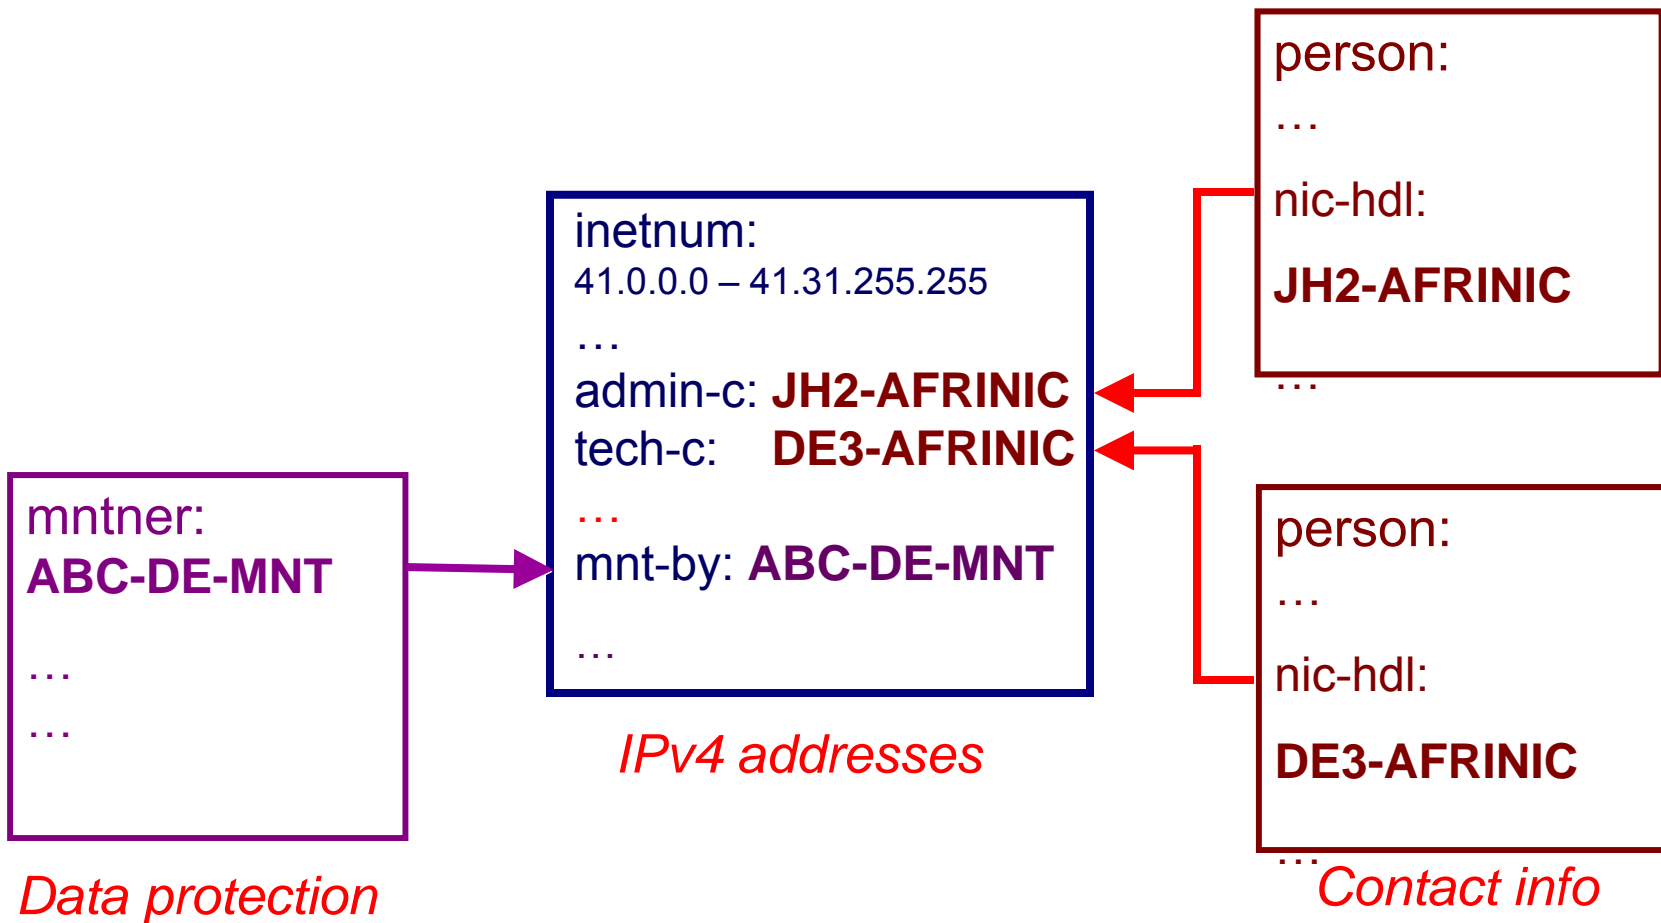 mntner:
ABC-DE-MNT
…
…
Data protection
inetnum:
41.0.0.0 – 41.31.255.255
…
admin-c: JH2-AFRINIC
tech-c: DE3-AFRINIC
…
mnt-by: ABC-DE-MNT
…
IPv4 addresses
person:
…
nic-hdl:
JH2-AFRINIC
…
person:
…
nic-hdl:
DE3-AFRINIC
…
Contact info